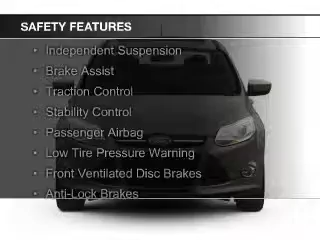 SAFETY FEATURES
• Independent Suspension
• Brake Assist
• Traction Control
• Stability Control
• Passenger Airbag
• Low Tire Pressure Warning
• Front Ventilated Disc Brakes
• Anti-Lock Brakes